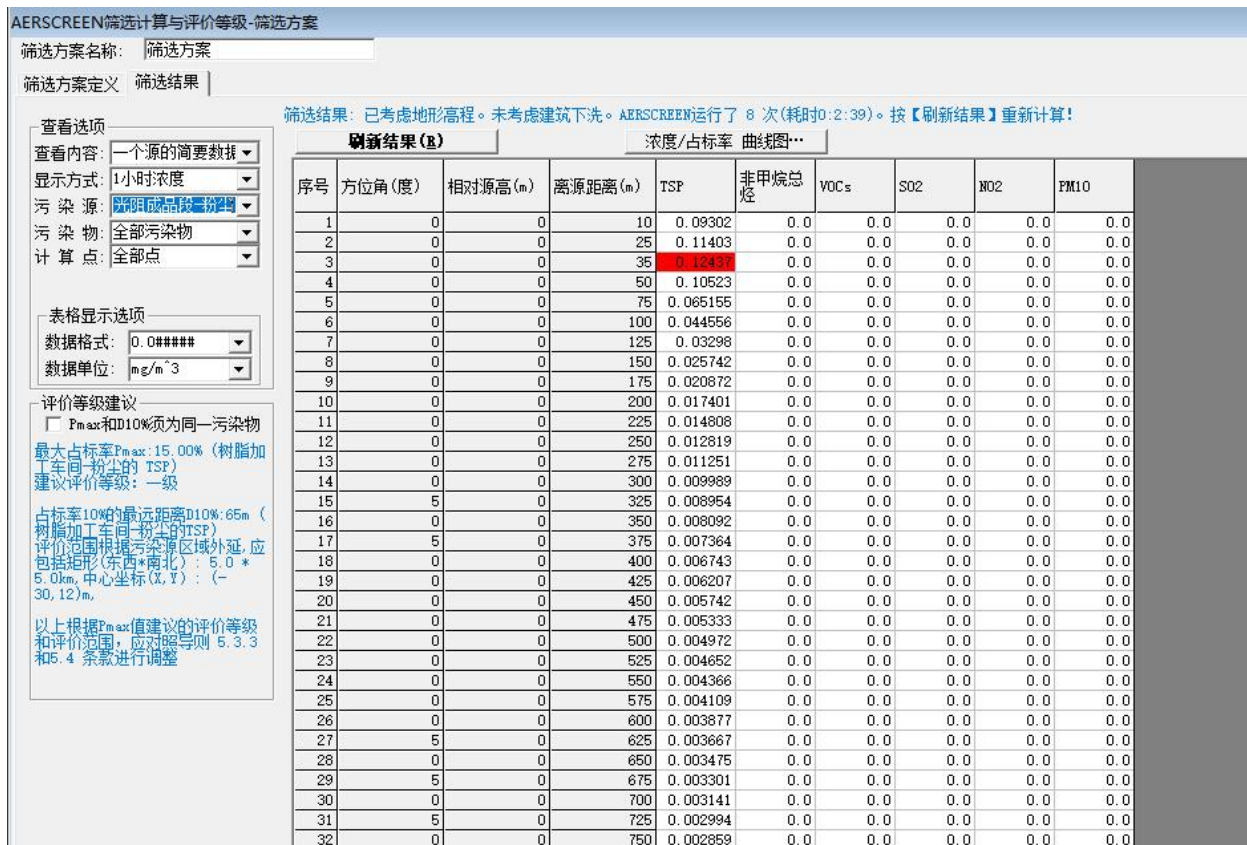 AERSCREEN筛选计算与评价等级-筛选方案
筛选方案名称: 筛选方案
筛选方案定义 筛选结果
筛选结果: 已考虑地形高程。未考虑建筑下洗。AERSCREEN运行了 8 次(耗时0:2:39)。按【刷新结果】重新计算!
查看选项
查看内容: 一个源的简要数据
显示方式: 1小时浓度
污 染 源: 光阻成品段-粉尘
污 染 物: 全部污染物
计 算 点: 全部点
表格显示选项
数据格式: 0.0#####
数据单位: mg/m^3
评价等级建议
Pmax和D10%须为同一污染物
最大占标率Pmax:15.00% (树脂加
工车间-粉尘的 TSP)
建议评价等级: 一级
占标率10%的最远距离D10%:65m (
树脂加工车间-粉尘的TSP)
评价范围根据污染源区域外延,应
包括矩形(东西*南北): 5.0 *
5.0km,中心坐标(X,Y): (-
30,12)m,
以上根据Pmax值建议的评价等级
和评价范围,应对照导则 5.3.3
和5.4 条款进行调整
刷新结果(R) 浓度/占标率 曲线图…
序号 方位角(度) 相对源高(m) 离源距离(m) TSP 非甲烷总烃 VOCs SO2 NO2 PM10
1 0 0 10 0.09302 0.0 0.0 0.0 0.0 0.0
2 0 0 25 0.11403 0.0 0.0 0.0 0.0 0.0
3 0 0 35 0.12437 0.0 0.0 0.0 0.0 0.0
4 0 0 50 0.10523 0.0 0.0 0.0 0.0 0.0
5 0 0 75 0.065155 0.0 0.0 0.0 0.0 0.0
6 0 0 100 0.044556 0.0 0.0 0.0 0.0 0.0
7 0 0 125 0.03298 0.0 0.0 0.0 0.0 0.0
8 0 0 150 0.025742 0.0 0.0 0.0 0.0 0.0
9 0 0 175 0.020872 0.0 0.0 0.0 0.0 0.0
10 0 0 200 0.017401 0.0 0.0 0.0 0.0 0.0
11 0 0 225 0.014808 0.0 0.0 0.0 0.0 0.0
12 0 0 250 0.012819 0.0 0.0 0.0 0.0 0.0
13 0 0 275 0.011251 0.0 0.0 0.0 0.0 0.0
14 0 0 300 0.009989 0.0 0.0 0.0 0.0 0.0
15 5 0 325 0.008954 0.0 0.0 0.0 0.0 0.0
16 0 0 350 0.008092 0.0 0.0 0.0 0.0 0.0
17 5 0 375 0.007364 0.0 0.0 0.0 0.0 0.0
18 0 0 400 0.006743 0.0 0.0 0.0 0.0 0.0
19 0 0 425 0.006207 0.0 0.0 0.0 0.0 0.0
20 0 0 450 0.005742 0.0 0.0 0.0 0.0 0.0
21 0 0 475 0.005333 0.0 0.0 0.0 0.0 0.0
22 0 0 500 0.004972 0.0 0.0 0.0 0.0 0.0
23 0 0 525 0.004652 0.0 0.0 0.0 0.0 0.0
24 0 0 550 0.004366 0.0 0.0 0.0 0.0 0.0
25 0 0 575 0.004109 0.0 0.0 0.0 0.0 0.0
26 0 0 600 0.003877 0.0 0.0 0.0 0.0 0.0
27 5 0 625 0.003667 0.0 0.0 0.0 0.0 0.0
28 0 0 650 0.003475 0.0 0.0 0.0 0.0 0.0
29 5 0 675 0.003301 0.0 0.0 0.0 0.0 0.0
30 0 0 700 0.003141 0.0 0.0 0.0 0.0 0.0
31 5 0 725 0.002994 0.0 0.0 0.0 0.0 0.0
32 0 0 750 0.002859 0.0 0.0 0.0 0.0 0.0